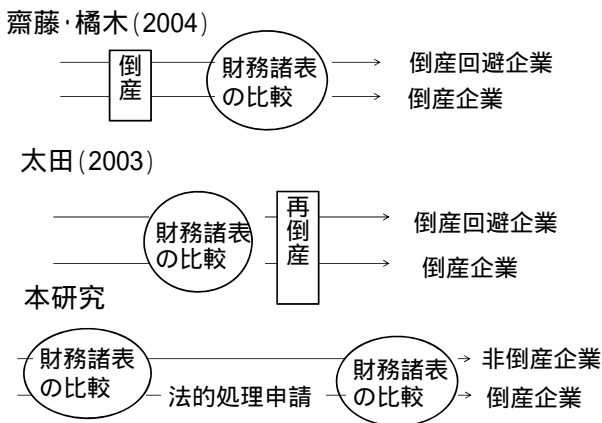 齋藤・橘木(2004)
倒産
財務諸表
の比較
倒産回避企業
倒産企業
太田(2003)
財務諸表
の比較
再倒産
倒産回避企業
倒産企業
本研究
財務諸表
の比較
法的処理申請
財務諸表
の比較
非倒産企業
倒産企業